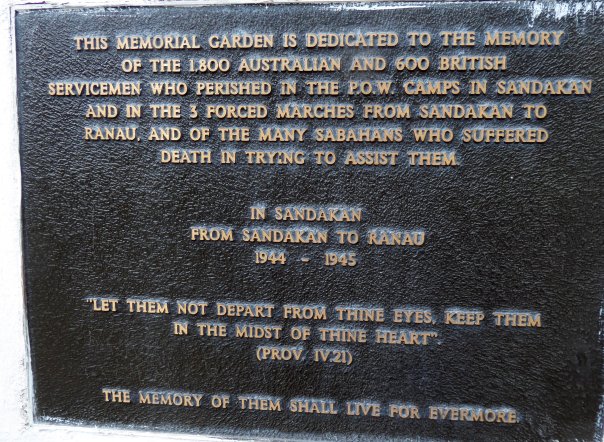 THIS MEMORIAL GARDEN IS DEDICATED TO THE MEMORY
OF THE 1.800 AUSTRALIAN AND 600 BRITISH
SERVICEMEN WHO PERISHED IN THE P.O.W. CAMPS IN SANDAKAN
AND IN THE 3 FORCED MARCHES FROM SANDAKAN TO
RANAU, AND OF THE MANY SABAHANS WHO SUFFERED
DEATH IN TRYING TO ASSIST THEM.
IN SANDAKAN
FROM SANDAKAN TO RANAU
1944 - 1945
"LET THEM NOT DEPART FROM THINE EYES, KEEP THEM
IN THE MIDST OF THINE HEART".
(PROV. IV.21)
THE MEMORY OF THEM SHALL LIVE FOR EVERMORE.